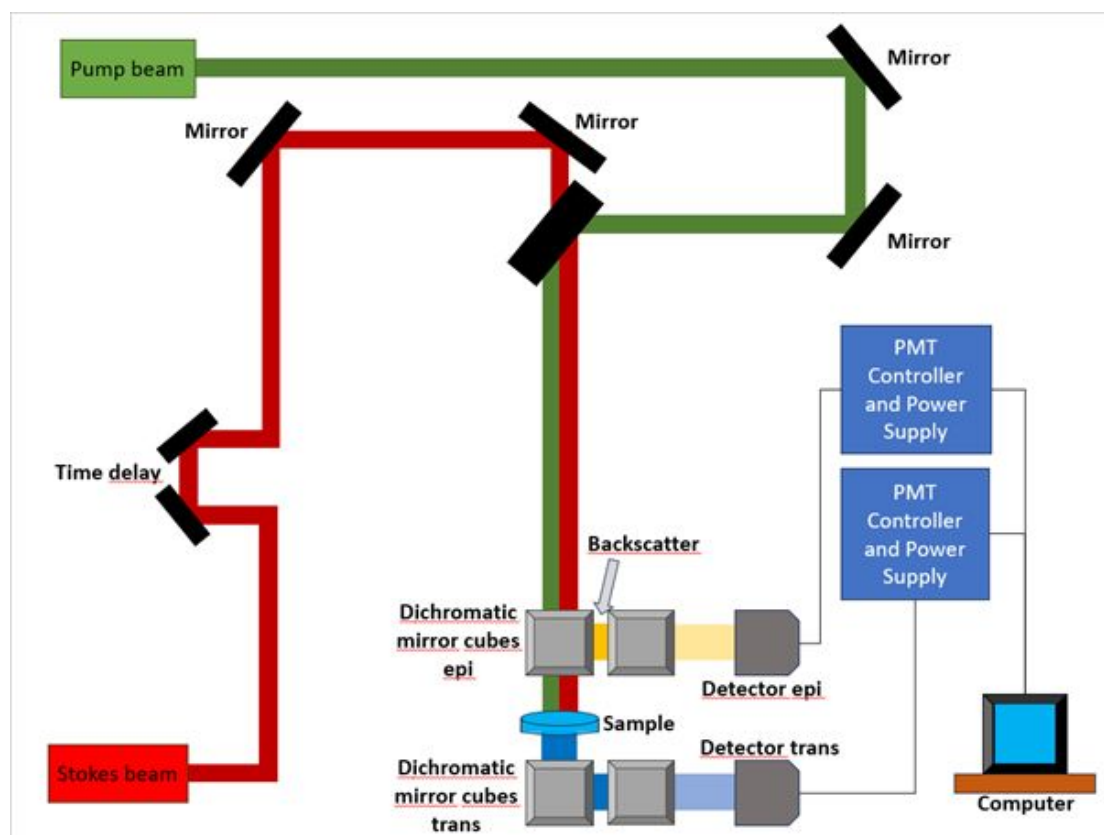 Pump beam
Mirror
Mirror
Mirror
Mirror
PMT
Controller
and Power
Supply
Time delay
PMT
Controller
and Power
Supply
Backscatter
Dichromatic
mirror cubes
epi
Detector epi
Sample
Stokes beam
Detector trans
Dichromatic
mirror cubes
trans
Computer